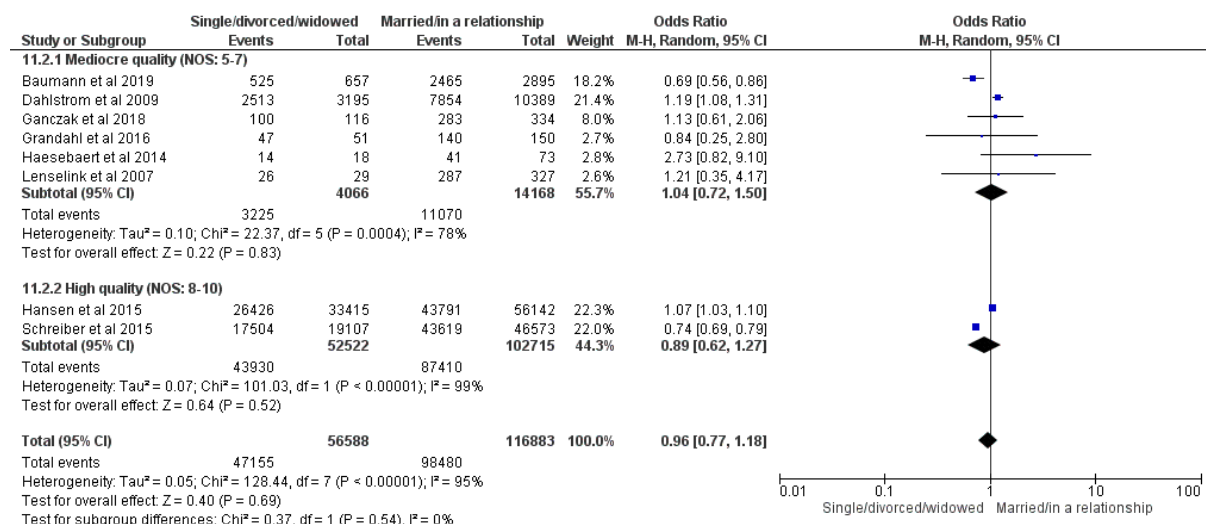 Single/divorced/widowed Married/in a relationship Odds Ratio Odds Ratio
Study or Subgroup Events Total Events Total Weight M-H, Random, 95% CI M-H, Random, 95% CI
11.2.1 Mediocre quality (NOS: 5-7)
Baumann et al 2019 525 657 2465 2895 18.2% 0.69 [0.56, 0.86]
Dahlstrom et al 2009 2513 3195 7854 10389 21.4% 1.19 [1.08, 1.31]
Ganczak et al 2018 100 116 283 334 8.0% 1.13 [0.61, 2.06]
Grandahl et al 2016 47 51 140 150 2.7% 0.84 [0.25, 2.80]
Haesebaert et al 2014 14 18 41 73 2.8% 2.73 [0.82, 9.10]
Lenselink et al 2007 26 29 287 327 2.6% 1.21 [0.35, 4.17]
Subtotal (95% CI) 4066 14168 55.7% 1.04 [0.72, 1.50]
Total events 3225 11070
Heterogeneity: Tau² = 0.10; Chi² = 22.37, df = 5 (P = 0.0004); I² = 78%
Test for overall effect: Z = 0.22 (P = 0.83)
11.2.2 High quality (NOS: 8-10)
Hansen et al 2015 26426 33415 43791 56142 22.3% 1.07 [1.03, 1.10]
Schreiber et al 2015 17504 19107 43619 46573 22.0% 0.74 [0.69, 0.79]
Subtotal (95% CI) 52522 102715 44.3% 0.89 [0.62, 1.27]
Total events 43930 87410
Heterogeneity: Tau² = 0.07; Chi² = 101.03, df = 1 (P < 0.00001); I² = 99%
Test for overall effect: Z = 0.64 (P = 0.52)
Total (95% CI) 56588 116883 100.0% 0.96 [0.77, 1.18]
Total events 47155 98480
Heterogeneity: Tau² = 0.05; Chi² = 128.44, df = 7 (P < 0.00001); I² = 95%
Test for overall effect: Z = 0.40 (P = 0.69)
Test for subgroup differences: Chi² = 0.37, df = 1 (P = 0.54), I² = 0%
0.01 0.1 1 10 100
Single/divorced/widowed Married/in a relationship